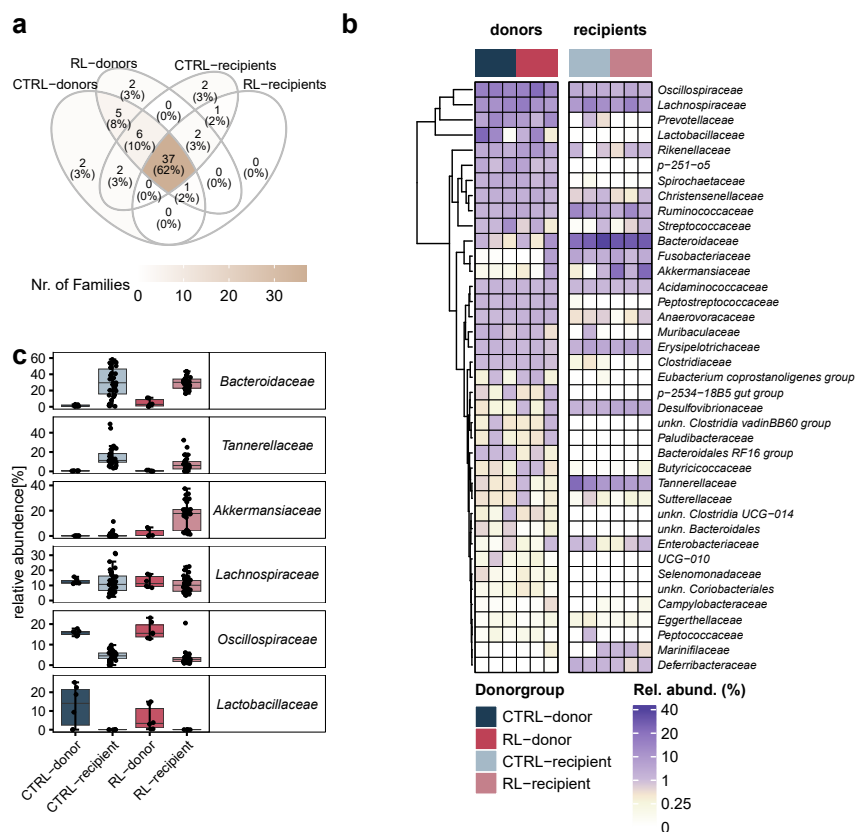 a
RL−donors
CTRL−recipients
CTRL−donors
RL−recipients
2
(3%)
2
(3%)
0
(0%)
5
(8%)
1
(2%)
6
(10%)
2
(3%)
37
(62%)
2
(3%)
2
(3%)
0
(0%)
0
(0%)
0
(0%)
1
(2%)
0
(0%)
Nr. of Families
0 10 20 30
b
donors recipients
Oscillospiraceae
Lachnospiraceae
Prevotellaceae
Lactobacillaceae
Rikenellaceae
p−251−o5
Spirochaetaceae
Christensenellaceae
Ruminococcaceae
Streptococcaceae
Bacteroidaceae
Fusobacteriaceae
Akkermansiaceae
Acidaminococcaceae
Peptostreptococcaceae
Anaerovoracaceae
Muribaculaceae
Erysipelotrichaceae
Clostridiaceae
Eubacterium coprostanoligenes group
p−2534−18B5 gut group
Desulfovibrionaceae
unkn. Clostridia vadinBB60 group
Paludibacteraceae
Bacteroidales RF16 group
Butyricicoccaceae
Tannerellaceae
Sutterellaceae
unkn. Clostridia UCG−014
unkn. Bacteroidales
Enterobacteriaceae
UCG−010
Selenomonadaceae
unkn. Coriobacteriales
Campylobacteraceae
Eggerthellaceae
Peptococcaceae
Marinifilaceae
Deferribacteraceae
Donorgroup
CTRL−donor
RL−donor
CTRL−recipient
RL−recipient
Rel. abund. (%)
40
20
10
1
0.25
0
c
relative abundance[%]
60
40
20
0
Bacteroidaceae
40
20
0
Tannerellaceae
40
20
0
Akkermansiaceae
30
20
10
0
Lachnospiraceae
20
10
0
Oscillospiraceae
20
10
0
Lactobacillaceae
CTRL−donor
CTRL−recipient
RL−donor
RL−recipient